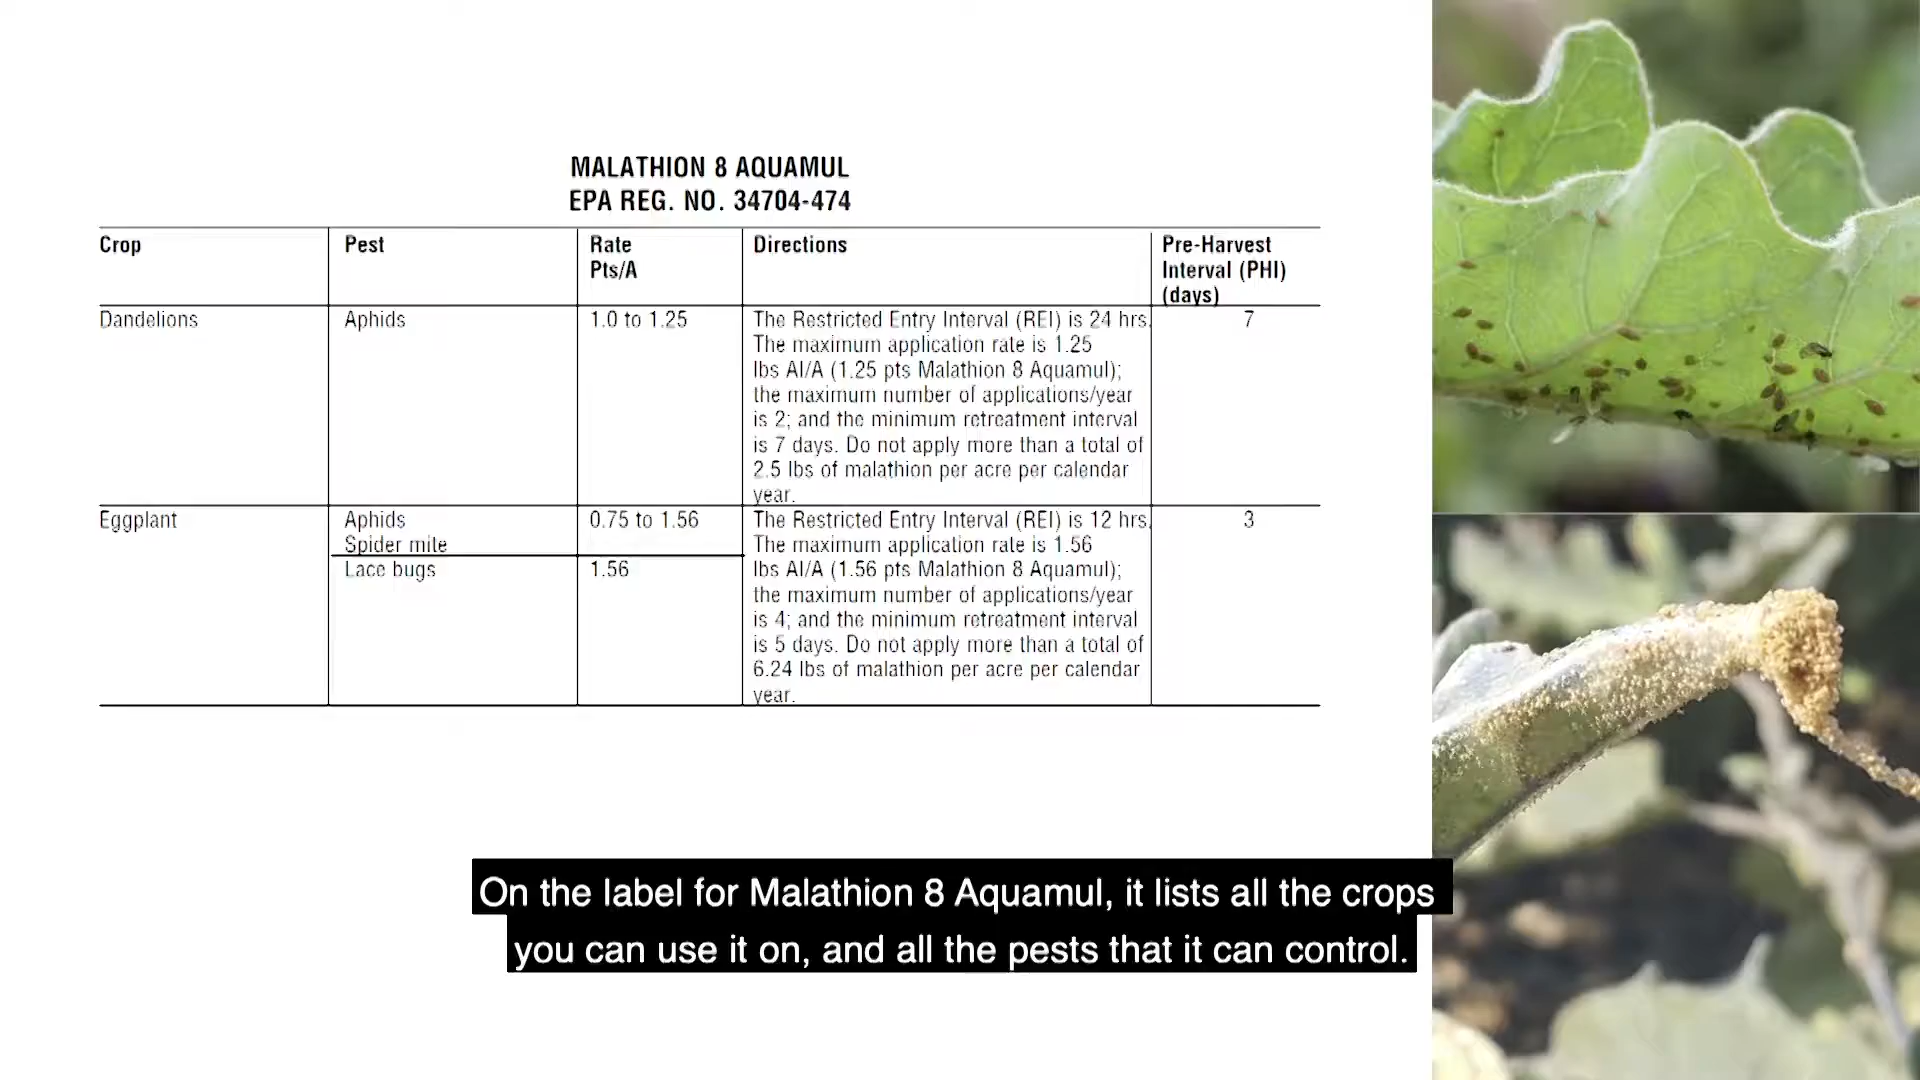 MALATHION 8 AQUAMUL
EPA REG. NO. 34704-474
Crop
Pest
Rate
Pts/A
Directions
Pre-Harvest
Interval (PHI)
(days)
Dandelions
Aphids
1.0 to 1.25
The Restricted Entry Interval (REI) is 24 hrs.
The maximum application rate is 1.25
lbs AI/A (1.25 pts Malathion 8 Aquamul);
the maximum number of applications/year
is 2; and the minimum retreatment interval
is 7 days. Do not apply more than a total of
2.5 lbs of malathion per acre per calendar
year.
7
Eggplant
Aphids
Spider mite
0.75 to 1.56
Lace bugs
1.56
The Restricted Entry Interval (REI) is 12 hrs.
The maximum application rate is 1.56
lbs AI/A (1.56 pts Malathion 8 Aquamul);
the maximum number of applications/year
is 4; and the minimum retreatment interval
is 5 days. Do not apply more than a total of
6.24 lbs of malathion per acre per calendar
year.
3
On the label for Malathion 8 Aquamul, it lists all the crops
you can use it on, and all the pests that it can control.